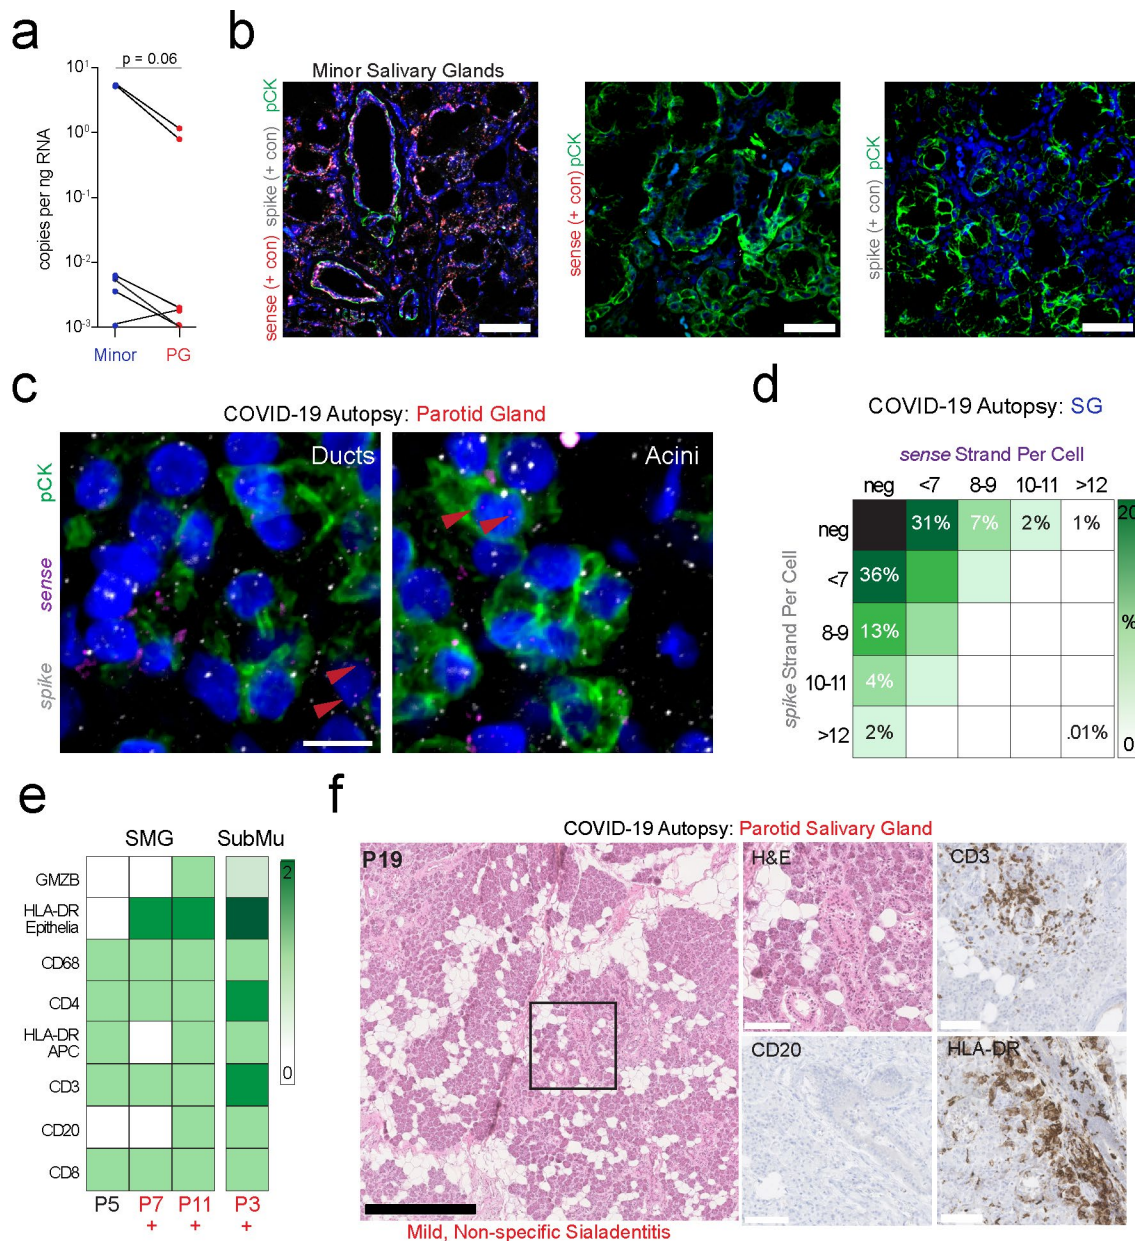 a
p = 0.06
10¹
10⁰
10⁻¹
10⁻²
10⁻³
copies per ng RNA
Minor
PG
b
Minor Salivary Glands
sense (+ con) spike (+ con) pCK
sense (+ con) pCK
spike (+ con) pCK
c
COVID-19 Autopsy: Parotid Gland
Ducts
Acini
pCK
sense
spike
d
COVID-19 Autopsy: SG
sense Strand Per Cell
neg <7 8-9 10-11 >12
spike Strand Per Cell
neg 31% 7% 2% 1%
<7 36%
8-9 13%
10-11 4%
>12 2% .01%
20
%
0
e
SMG
SubMu
GMZB
HLA-DR
Epithelia
CD68
CD4
HLA-DR
APC
CD3
CD20
CD8
2
0
P5 P7 P11 P3
+ + +
f
COVID-19 Autopsy: Parotid Salivary Gland
P19
H&E
CD3
CD20
HLA-DR
Mild, Non-specific Sialadentitis